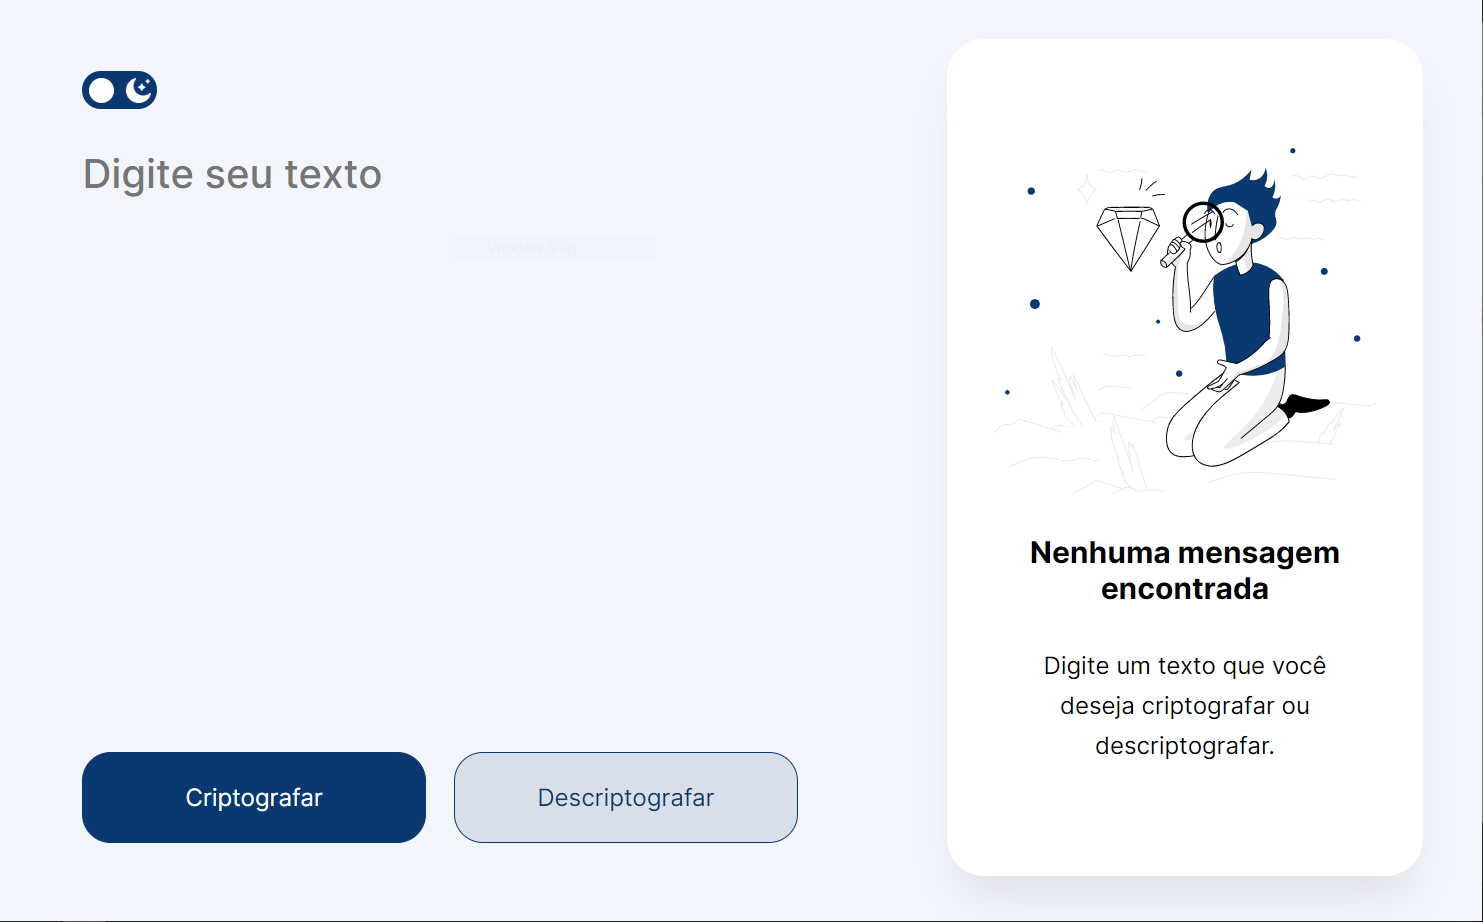 Digite seu texto
Window Snip
Nenhuma mensagem
encontrada
Digite um texto que você
deseja criptografar ou
descriptografar.
Criptografar
Descriptografar